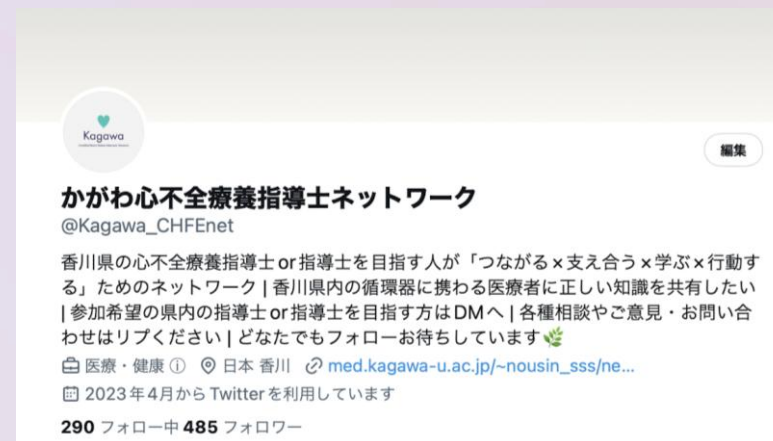 Kagawa
編集
かがわ心不全療養指導士ネットワーク
@Kagawa_CHFEnet
香川県の心不全療養指導士or指導士を目指す人が「つながる×支え合う×学ぶ×行動す
る」ためのネットワーク | 香川県内の循環器に携わる医療者に正しい知識を共有したい
| 参加希望の県内の指導士or指導士を目指す方はDMへ | 各種相談やご意見・お問い合
わせはリプください | どなたでもフォローお待ちしています🌿
医療・健康 ⓘ 日本 香川 med.kagawa-u.ac.jp/~nousin_sss/ne...
2023年4月からTwitterを利用しています
290 フォロー中 485 フォロワー